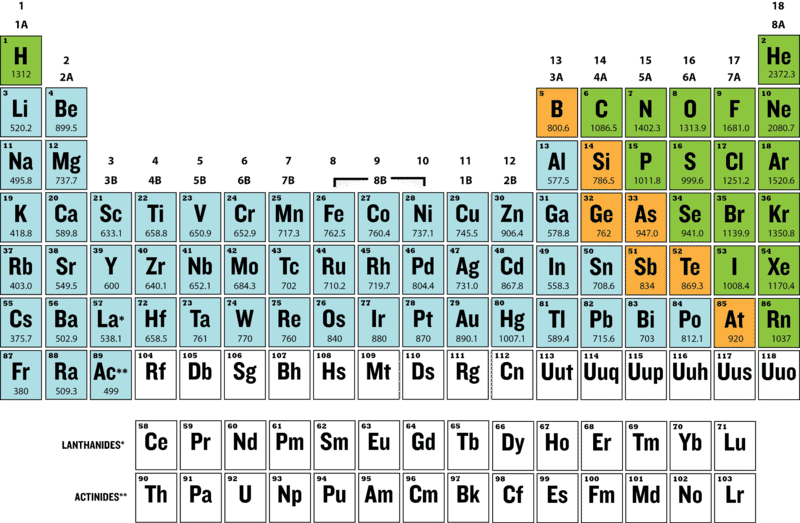 1 18
1A 8A
1 2
H 2 13 14 15 16 17 He
1312 2A 3A 4A 5A 6A 7A 2372.3
3 4 5 6 7 8 9 10
Li Be B C N O F Ne
520.2 899.5 800.6 1086.5 1402.3 1313.9 1681.0 2080.7
11 12 13 14 15 16 17 18
Na Mg Al Si P S Cl Ar
495.8 737.7 577.5 786.5 1011.8 999.6 1251.2 1520.6
3 4 5 6 7 8 9 10 11 12
3B 4B 5B 6B 7B 8B 1B 2B
19 20 21 22 23 24 25 26 27 28 29 30 31 32 33 34 35 36
K Ca Sc Ti V Cr Mn Fe Co Ni Cu Zn Ga Ge As Se Br Kr
418.8 589.8 633.1 658.8 650.9 652.9 717.3 762.5 760.4 737.1 745.5 906.4 578.8 762 947.0 941.0 1139.9 1350.8
37 38 39 40 41 42 43 44 45 46 47 48 49 50 51 52 53 54
Rb Sr Y Zr Nb Mo Tc Ru Rh Pd Ag Cd In Sn Sb Te I Xe
403.0 549.5 600 640.1 652.1 684.3 702 710.2 719.7 804.4 731.0 867.8 558.3 708.6 834 869.3 1008.4 1170.4
55 56 57 72 73 74 75 76 77 78 79 80 81 82 83 84 85 86
Cs Ba La* Hf Ta W Re Os Ir Pt Au Hg Tl Pb Bi Po At Rn
375.7 502.9 538.1 658.5 761 770 760 840 880 870 890.1 1007.1 589.4 715.6 703 812.1 920 1037
87 88 89 104 105 106 107 108 109 110 111 112 113 114 115 116 117 118
Fr Ra Ac** Rf Db Sg Bh Hs Mt Ds Rg Cn Uut Uuq Uup Uuh Uus Uuo
380 509.3 499
58 59 60 61 62 63 64 65 66 67 68 69 70 71
LANTHANIDES* Ce Pr Nd Pm Sm Eu Gd Tb Dy Ho Er Tm Yb Lu
90 91 92 93 94 95 96 97 98 99 100 101 102 103
ACTINIDES** Th Pa U Np Pu Am Cm Bk Cf Es Fm Md No Lr